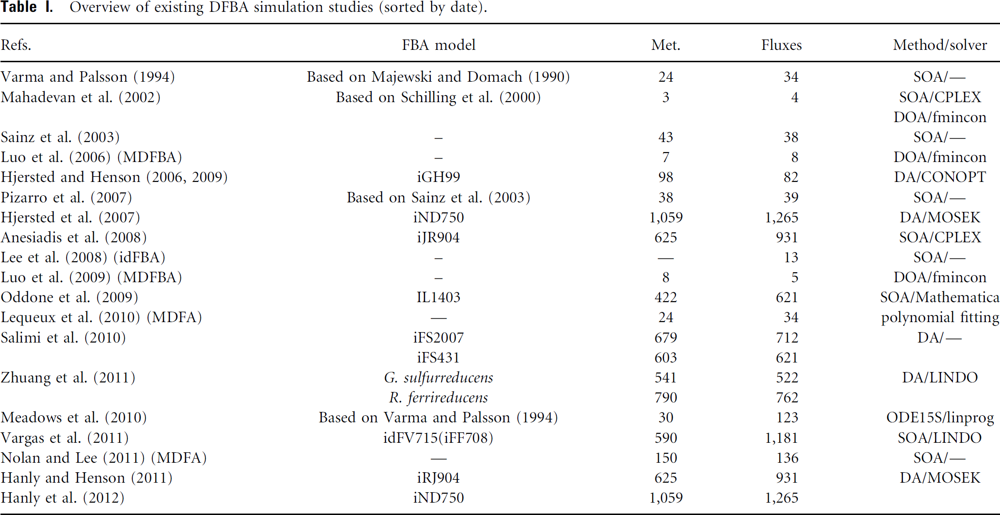 Table I. Overview of existing DFBA simulation studies (sorted by date).
Refs. FBA model Met. Fluxes Method/solver
Varma and Palsson (1994) Based on Majewski and Domach (1990) 24 34 SOA/—
Mahadevan et al. (2002) Based on Schilling et al. (2000) 3 4 SOA/CPLEX
DOA/fmincon
Sainz et al. (2003) – 43 38 SOA/—
Luo et al. (2006) (MDFBA) – 7 8 DOA/fmincon
Hjersted and Henson (2006, 2009) iGH99 98 82 DA/CONOPT
Pizarro et al. (2007) Based on Sainz et al. (2003) 38 39 SOA/—
Hjersted et al. (2007) iND750 1,059 1,265 DA/MOSEK
Anesiadis et al. (2008) iJR904 625 931 SOA/CPLEX
Lee et al. (2008) (idFBA) – — 13 SOA/—
Luo et al. (2009) (MDFBA) – 8 5 DOA/fmincon
Oddone et al. (2009) IL1403 422 621 SOA/Mathematica
Lequeux et al. (2010) (MDFA) — 24 34 polynomial fitting
Salimi et al. (2010) iFS2007 679 712 DA/—
iFS431 603 621
Zhuang et al. (2011) G. sulfurreducens 541 522 DA/LINDO
R. ferrireducens 790 762
Meadows et al. (2010) Based on Varma and Palsson (1994) 30 123 ODE15S/linprog
Vargas et al. (2011) idFV715(iFF708) 590 1,181 SOA/LINDO
Nolan and Lee (2011) (MDFA) — 150 136 SOA/—
Hanly and Henson (2011) iRJ904 625 931 DA/MOSEK
Hanly et al. (2012) iND750 1,059 1,265